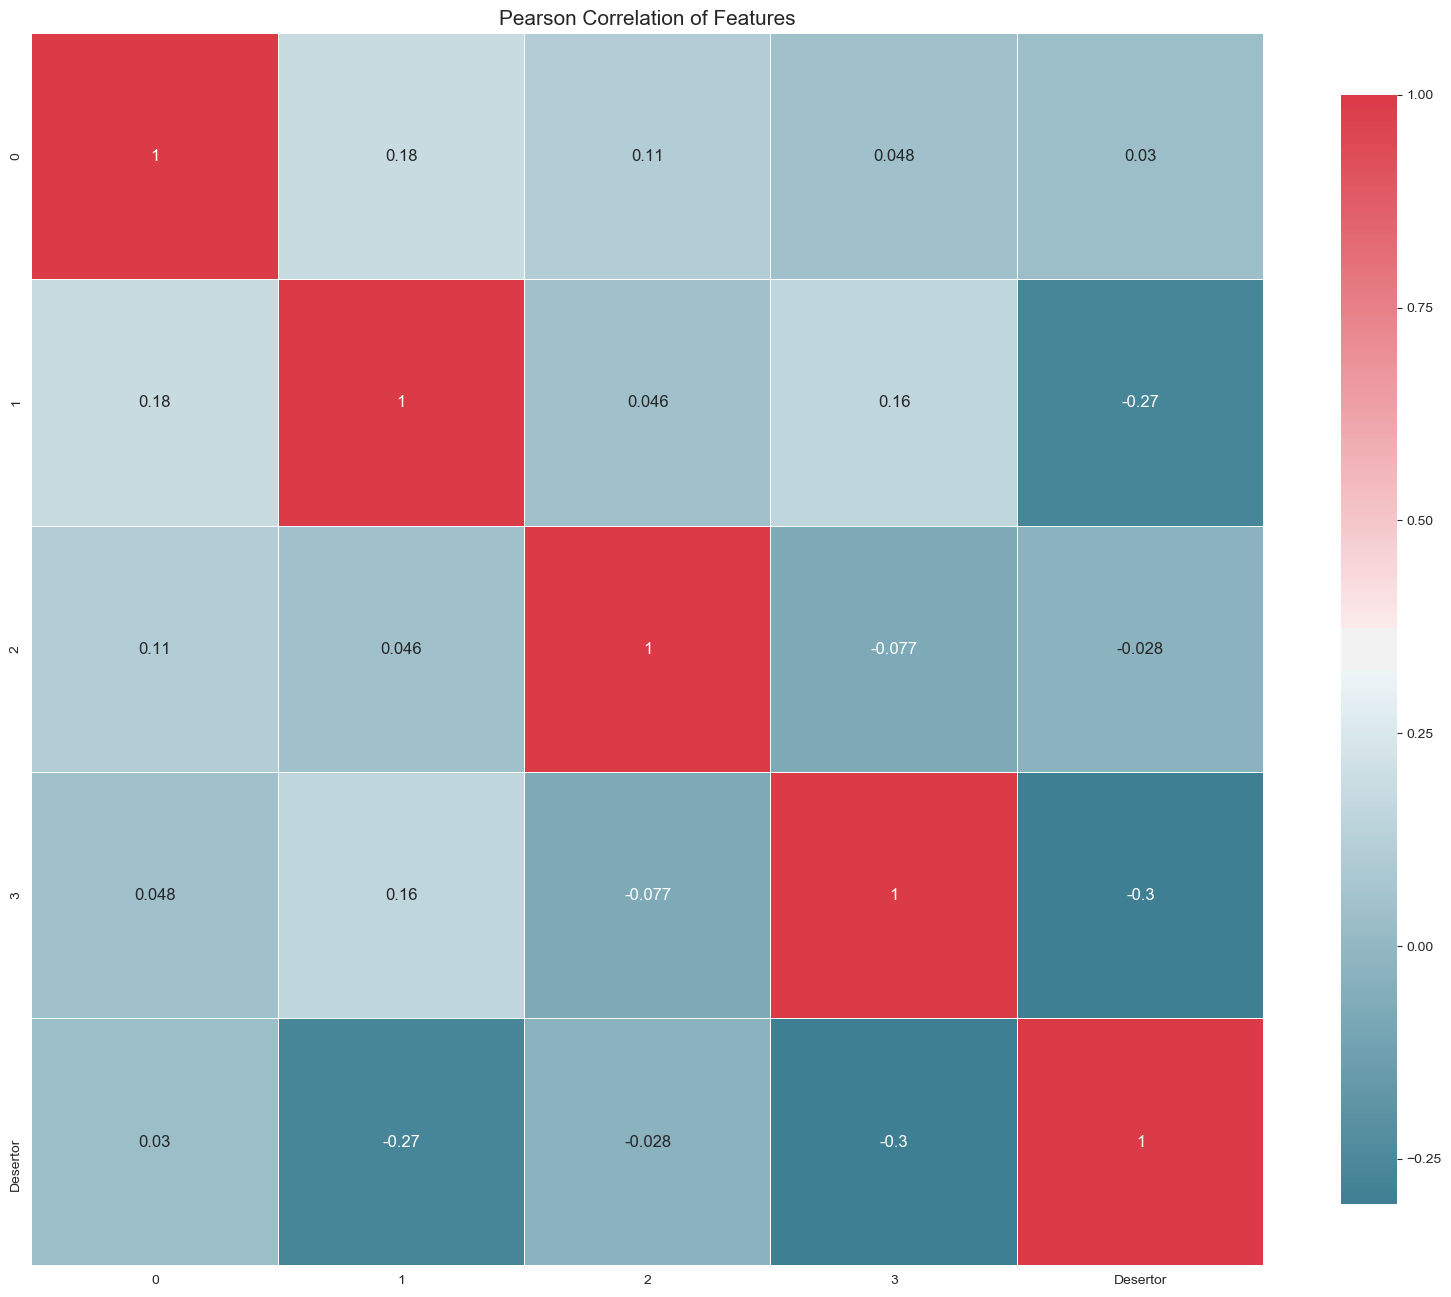 Pearson Correlation of Features
0 1 0.18 0.11 0.048 0.03
1 0.18 1 0.046 0.16 -0.27
2 0.11 0.046 1 -0.077 -0.028
3 0.048 0.16 -0.077 1 -0.3
Desertor 0.03 -0.27 -0.028 -0.3 1
0 1 2 3 Desertor
1.00
0.75
0.50
0.25
0.00
−0.25